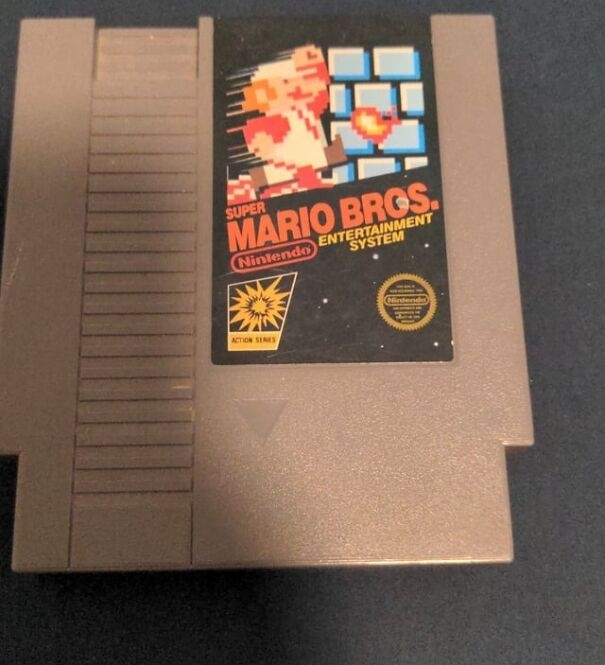 SUPER
MARIO BROS.
Nintendo
ENTERTAINMENT
SYSTEM
ACTION SERIES
Nintendo